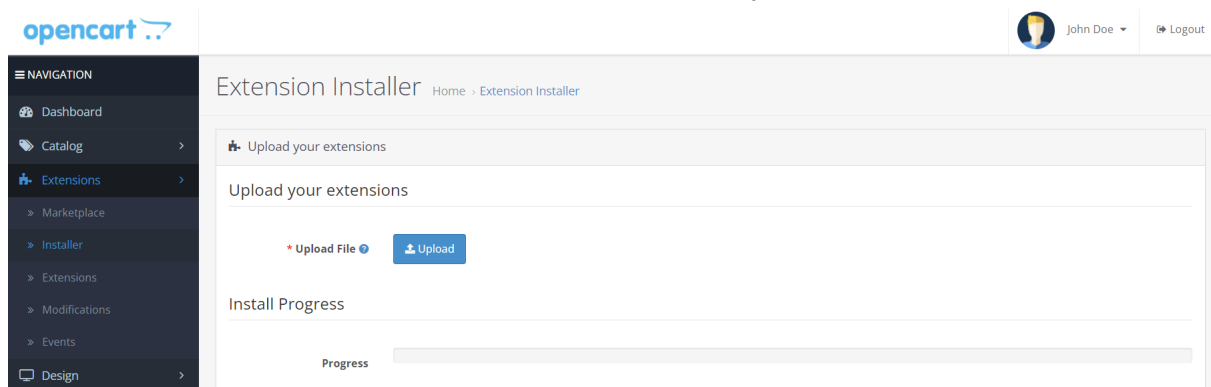 opencart
John Doe
Logout
NAVIGATION
Dashboard
Catalog
Extensions
Marketplace
Installer
Extensions
Modifications
Events
Design
Extension Installer
Home › Extension Installer
Upload your extensions
Upload your extensions
* Upload File
Upload
Install Progress
Progress